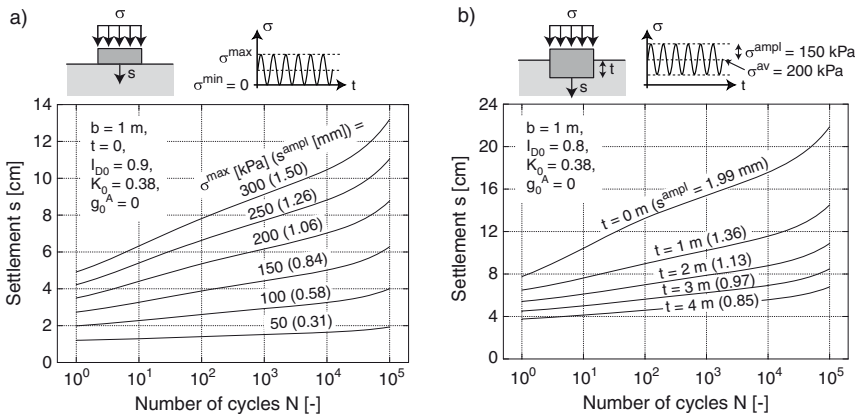 a)
σ
σ
σ^max
σ^min = 0
s
t
14
12
10
8
6
4
2
0
Settlement s [cm]
b = 1 m,
t = 0,
I_D0 = 0.9,
K_0 = 0.38,
g_0^A = 0
σ^max [kPa] (s^ampl [mm]) =
300 (1.50)
250 (1.26)
200 (1.06)
150 (0.84)
100 (0.58)
50 (0.31)
10^0 10^1 10^2 10^3 10^4 10^5
Number of cycles N [-]
b)
σ
σ
t
s
t
σ^ampl = 150 kPa
σ^av = 200 kPa
24
20
16
12
8
4
0
Settlement s [cm]
b = 1 m,
I_D0 = 0.8,
K_0 = 0.38,
g_0^A = 0
t = 0 m (s^ampl = 1.99 mm)
t = 1 m (1.36)
t = 2 m (1.13)
t = 3 m (0.97)
t = 4 m (0.85)
10^0 10^1 10^2 10^3 10^4 10^5
Number of cycles N [-]